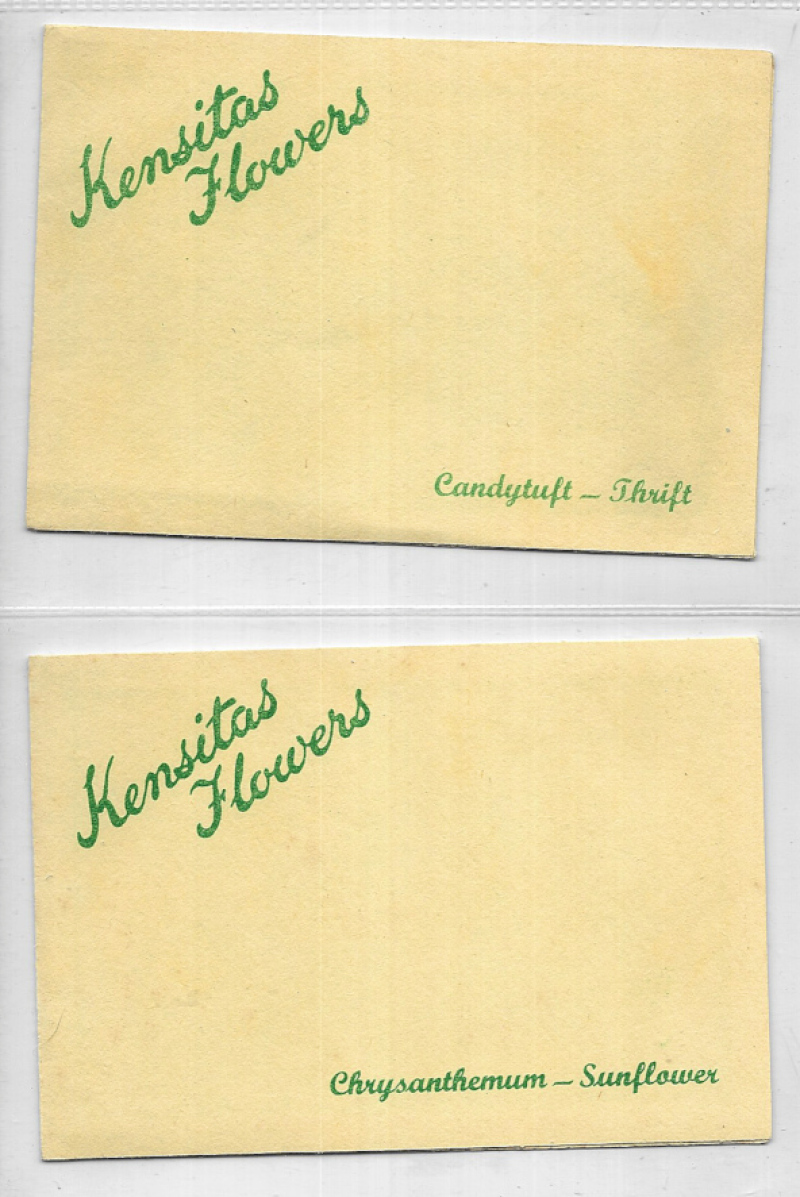 Kensitas
Flowers
Candytuft – Thrift
Kensitas
Flowers
Chrysanthemum – Sunflower